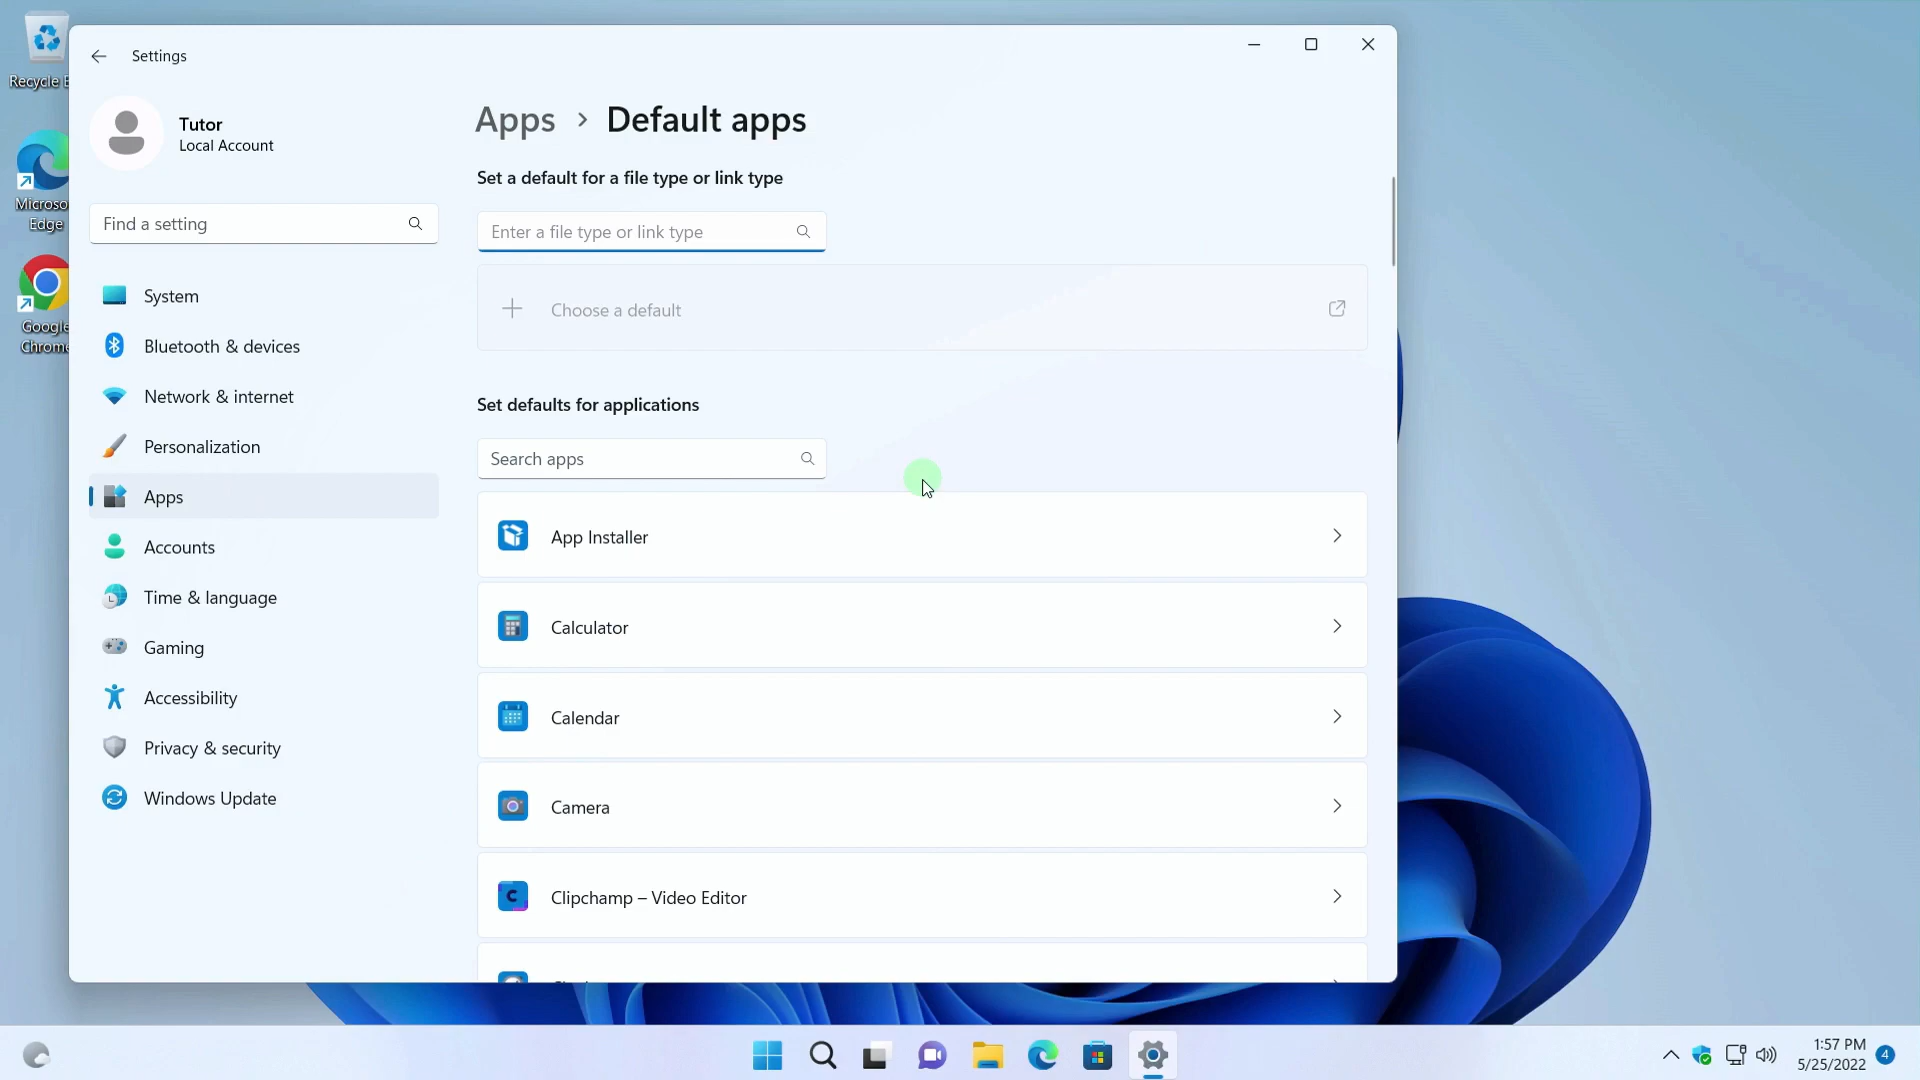 Recycle
Microso
Edge
Google
Chrome
Settings
Tutor
Local Account
Find a setting
System
Bluetooth & devices
Network & internet
Personalization
Apps
Accounts
Time & language
Gaming
Accessibility
Privacy & security
Windows Update
Apps > Default apps
Set a default for a file type or link type
Enter a file type or link type
Choose a default
Set defaults for applications
Search apps
App Installer
Calculator
Calendar
Camera
Clipchamp – Video Editor
1:57 PM
5/25/2022
4